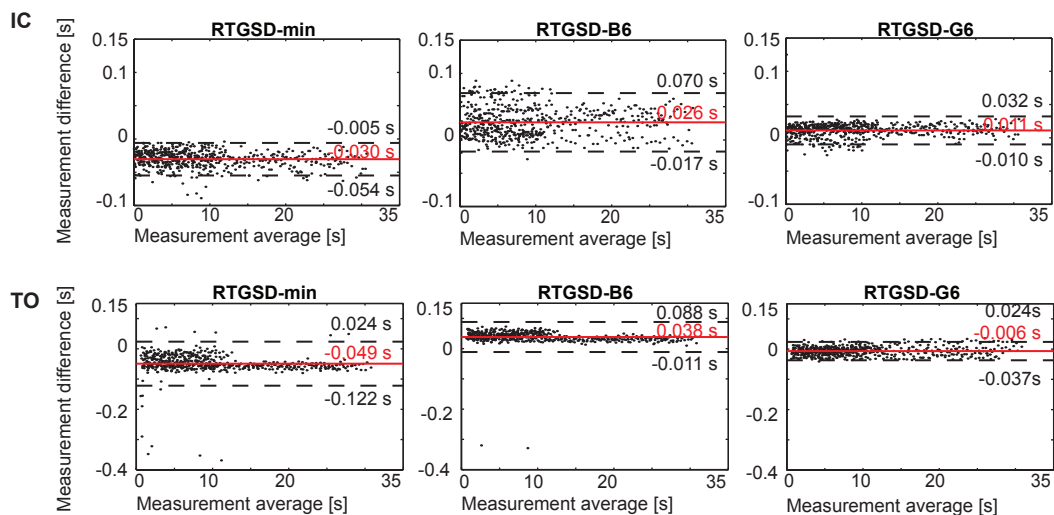 IC
RTGSD-min
RTGSD-B6
RTGSD-G6
Measurement difference [s]
0.15
0.1
0
-0.1
-0.005 s
-0.030 s
-0.054 s
0 10 20 35
Measurement average [s]
0.15
0.1
0
-0.1
0.070 s
0.026 s
-0.017 s
0 10 20 35
Measurement average [s]
0.15
0.1
0
-0.1
0.032 s
0.011 s
-0.010 s
0 10 20 35
Measurement average [s]
TO
RTGSD-min
RTGSD-B6
RTGSD-G6
Measurement difference [s]
0.15
0
-0.2
-0.4
0.024 s
-0.049 s
-0.122 s
0 10 20 35
Measurement average [s]
0.15
0
-0.2
-0.4
0.088 s
0.038 s
-0.011 s
0 10 20 35
Measurement average [s]
0.15
0
-0.2
-0.4
0.024s
-0.006 s
-0.037s
0 10 20 35
Measurement average [s]